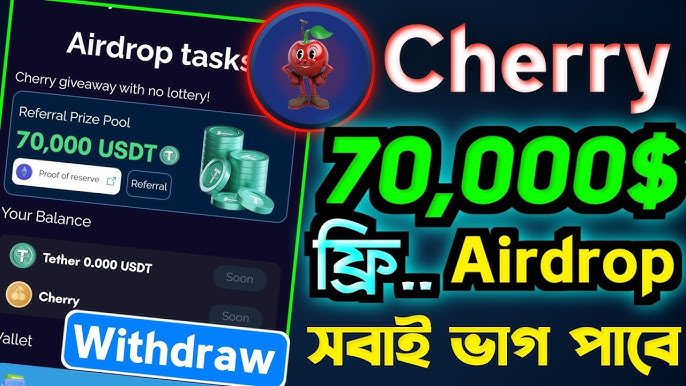 Airdrop tasks
Cherry giveaway with no lottery!
Referral Prize Pool
70,000 USDT
Proof of reserve
Referral
Your Balance
Tether 0.000 USDT
Soon
Cherry
Soon
Wallet
Withdraw
Cherry
70,000$
ফ্রি.. Airdrop
সবাই ভাগ পাবে